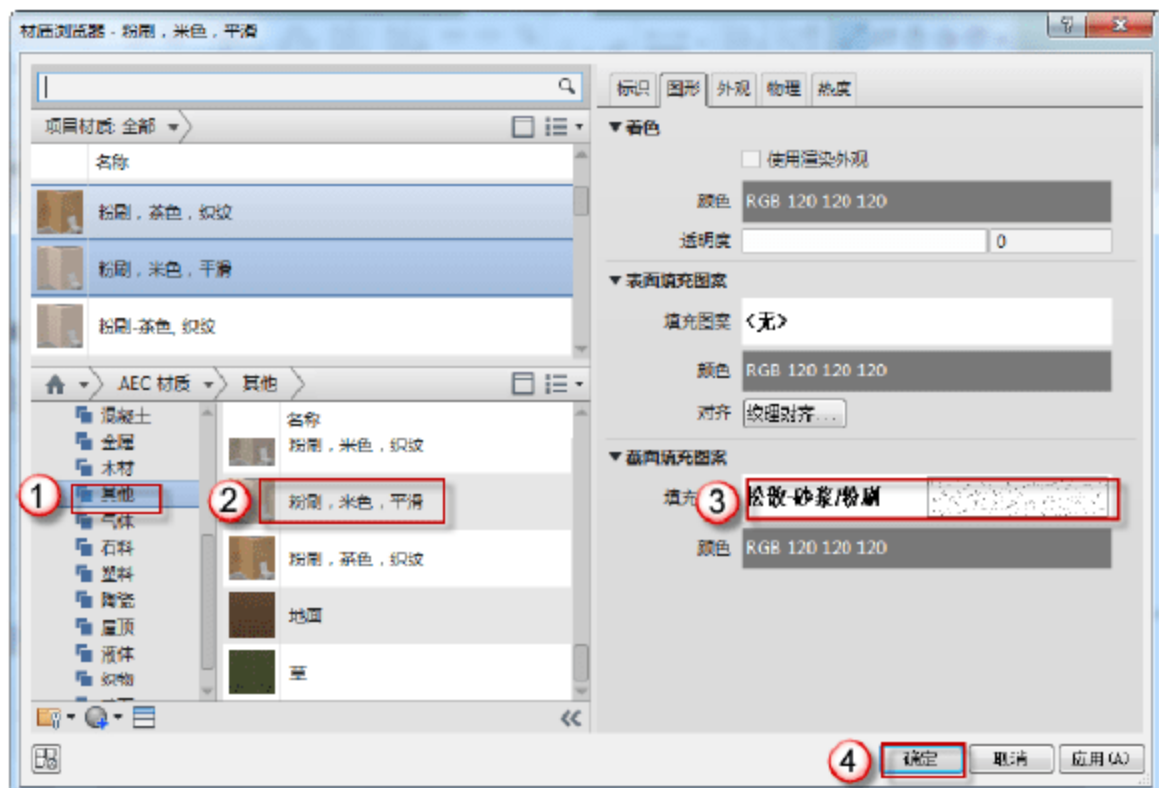 材质浏览器 - 粉刷，米色，平滑
项目材质: 全部
名称
粉刷，茶色，织纹
粉刷，米色，平滑
粉刷-茶色, 织纹
AEC 材质
其他
混凝土
金属
木材
其他
气体
石料
塑料
陶瓷
屋顶
液体
织物
名称
粉刷，米色，织纹
粉刷，米色，平滑
粉刷，茶色，织纹
地面
草
标识 图形 外观 物理 热度
着色
使用渲染外观
颜色 RGB 120 120 120
透明度 0
表面填充图案
填充图案 <无>
颜色 RGB 120 120 120
对齐 纹理对齐...
截面填充图案
填充 松散-砂浆/粉刷
颜色 RGB 120 120 120
1
2
3
4
确定 取消 应用(A)